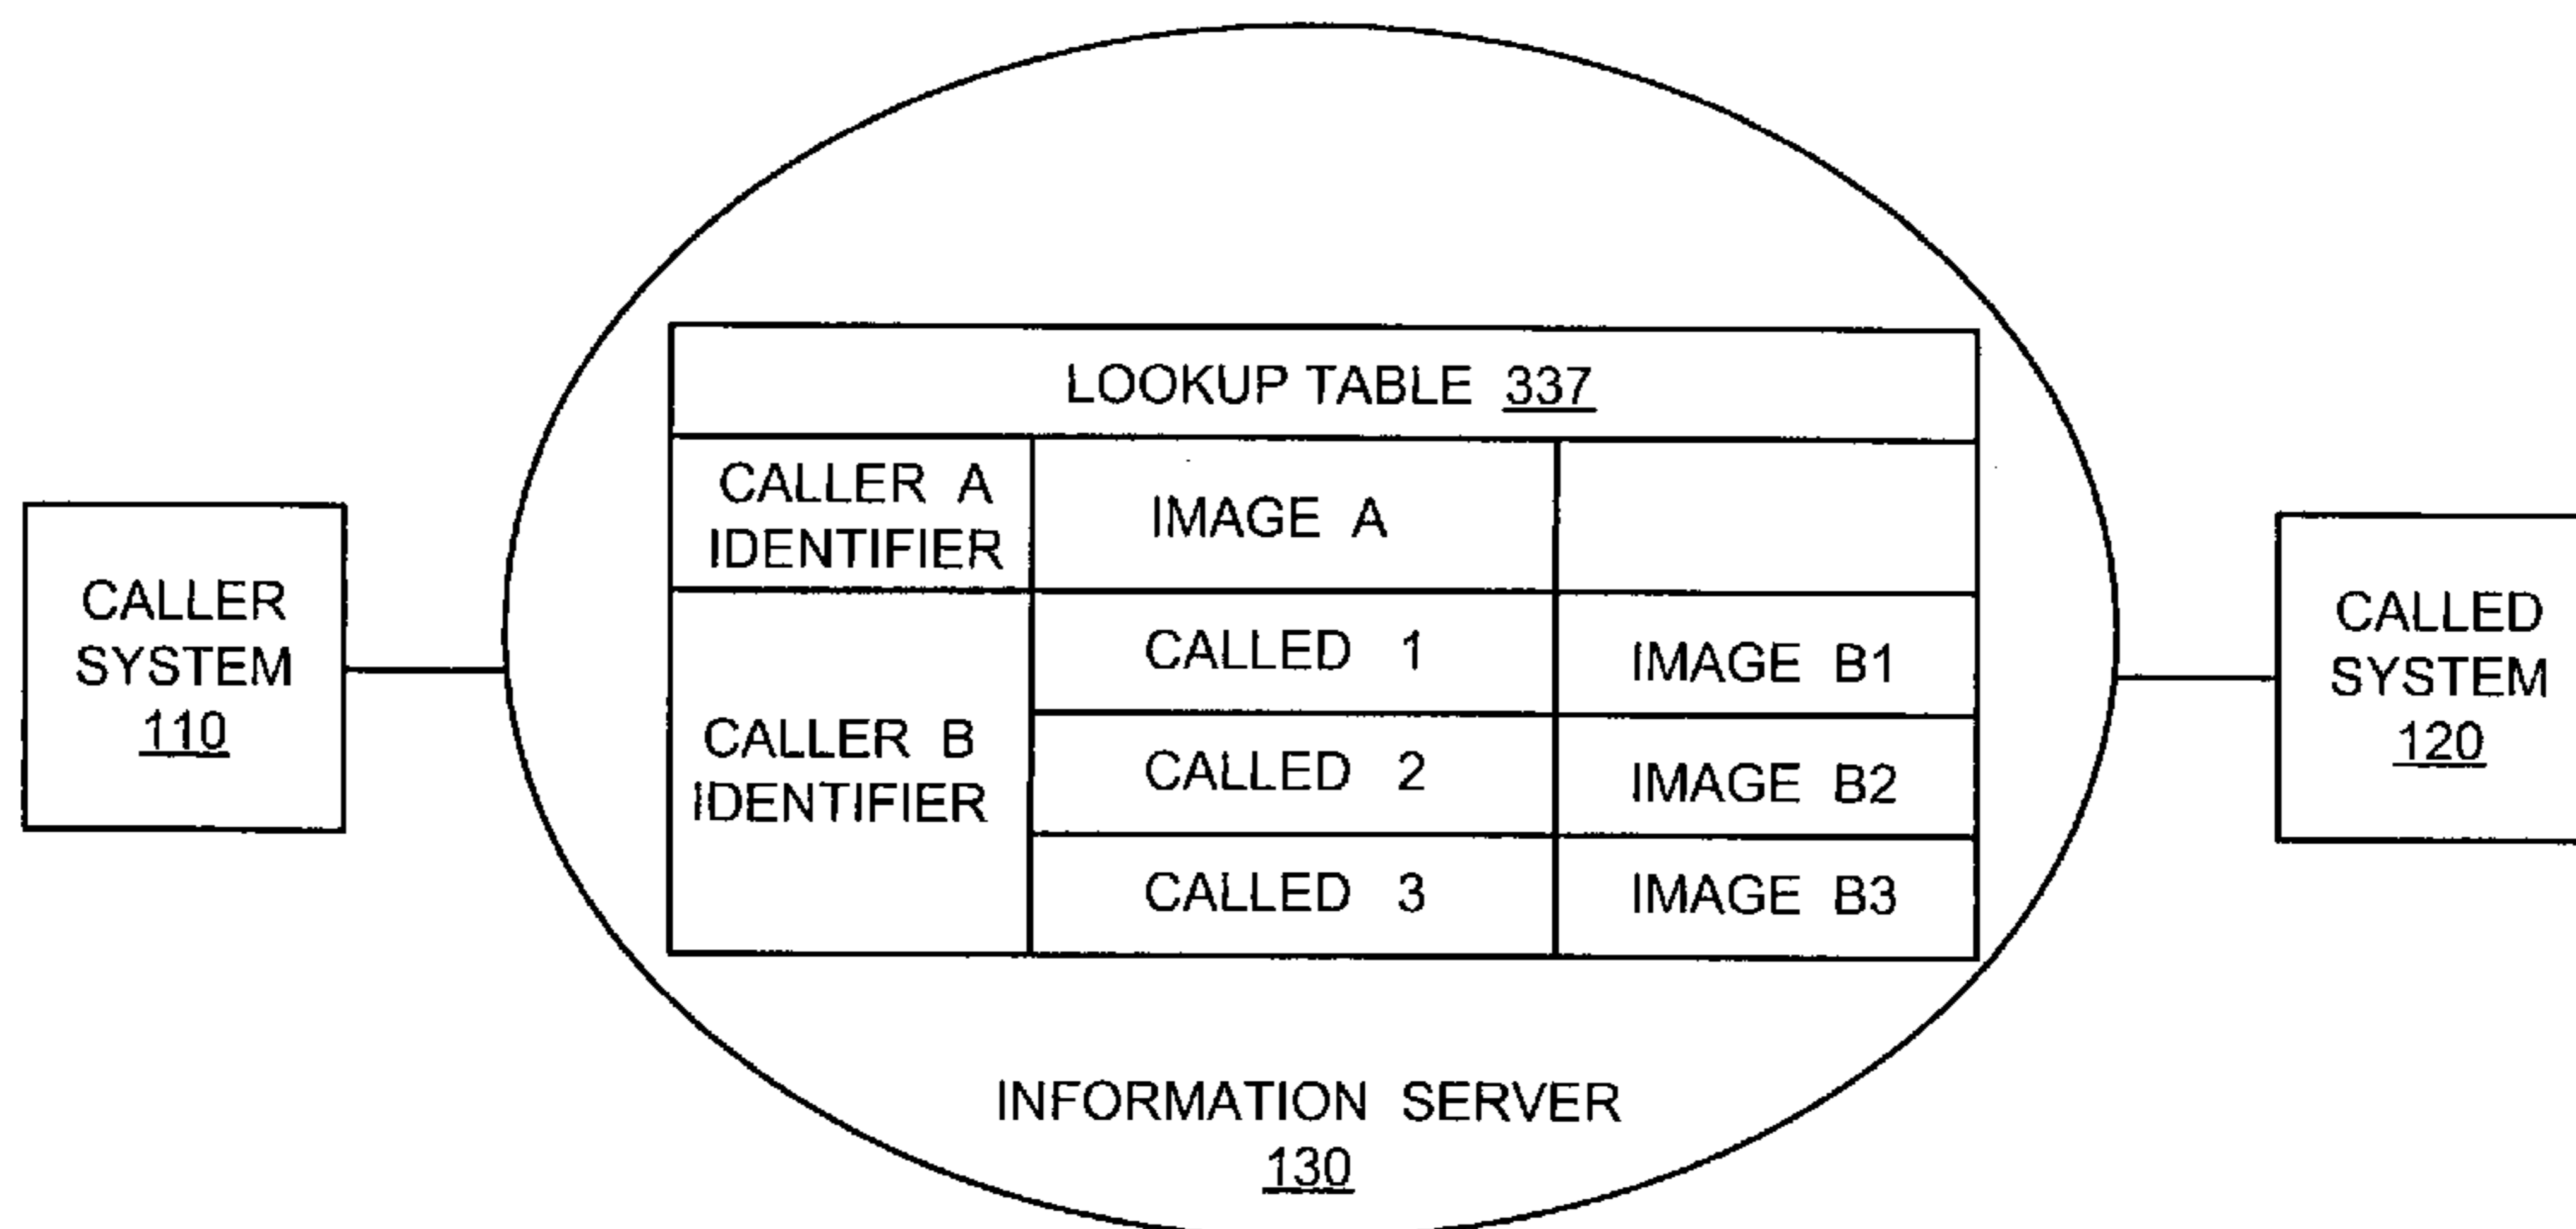 LOOKUP TABLE 337
CALLER A
IDENTIFIER
IMAGE A
CALLER B
IDENTIFIER
CALLED 1
IMAGE B1
CALLED 2
IMAGE B2
CALLED 3
IMAGE B3
CALLER
SYSTEM
110
CALLED
SYSTEM
120
INFORMATION SERVER
130